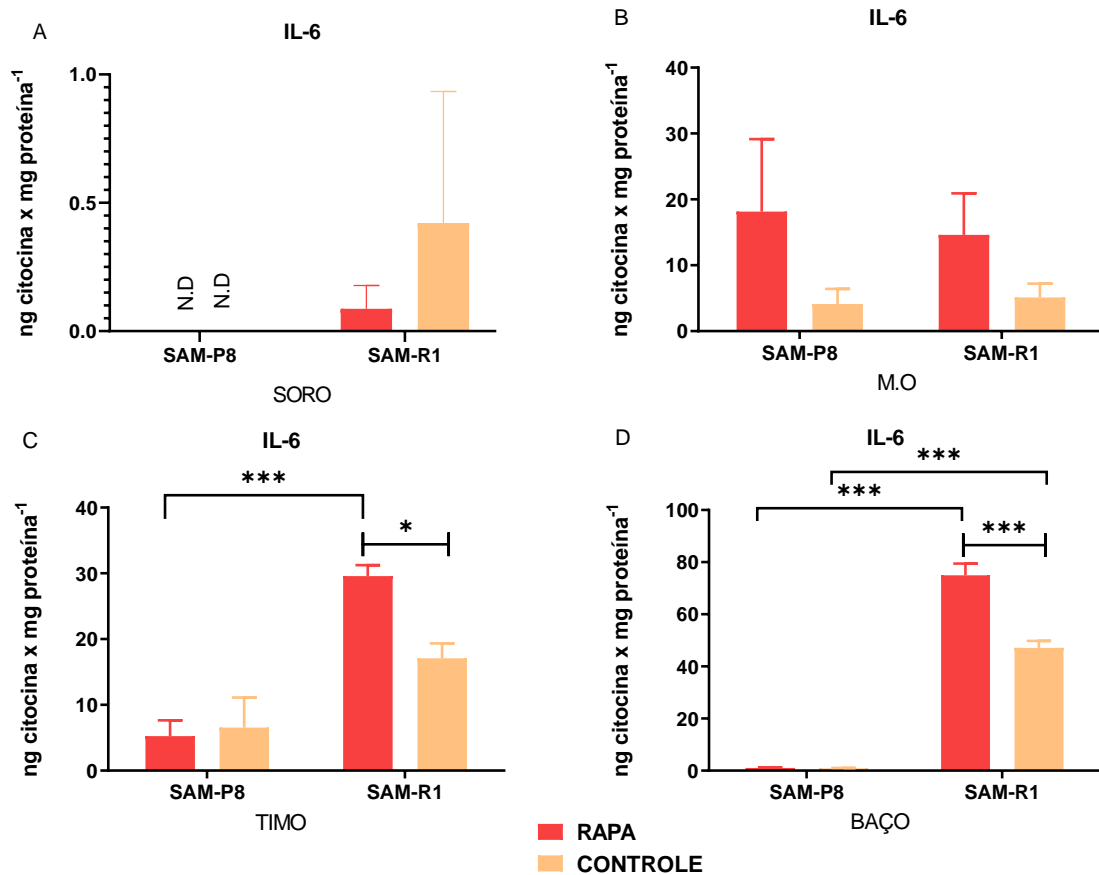 A
IL-6
ng citocina x mg proteína⁻¹
1.0
0.5
0.0
N.D
N.D
SAM-P8
SAM-R1
SORO
B
IL-6
ng citocina x mg proteína⁻¹
40
30
20
10
0
SAM-P8
SAM-R1
M.O
C
IL-6
ng citocina x mg proteína⁻¹
40
30
20
10
0
***
*
SAM-P8
SAM-R1
TIMO
D
IL-6
ng citocina x mg proteína⁻¹
100
80
60
40
20
0
***
***
***
SAM-P8
SAM-R1
BAÇO
RAPA
CONTROLE